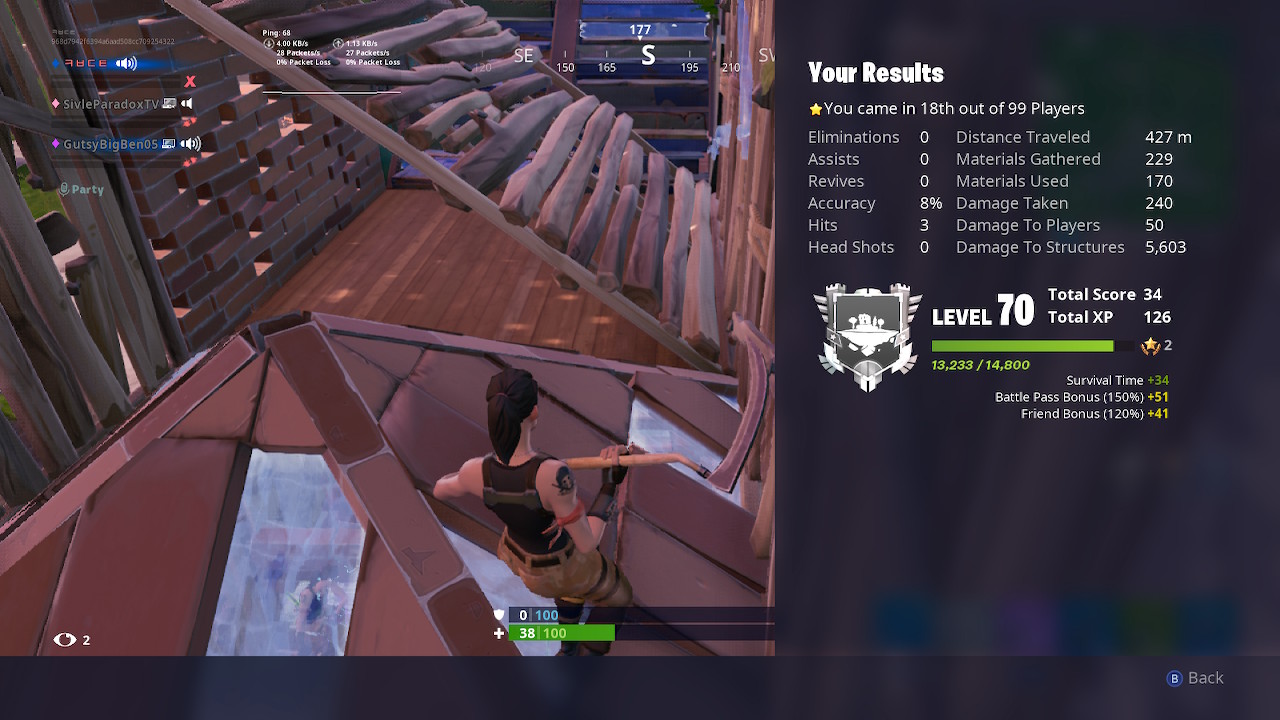 Ping: 68
4.00 KB/s 1.13 KB/s
28 Packets/s 27 Packets/s
0% Packet Loss 0% Packet Loss
177
120 SE 150 165 S 195 210 SV
SivleParadoxTV
GutsyBigBen05
Party
2
0 100
38 100
Your Results
You came in 18th out of 99 Players
Eliminations 0 Distance Traveled 427 m
Assists 0 Materials Gathered 229
Revives 0 Materials Used 170
Accuracy 8% Damage Taken 240
Hits 3 Damage To Players 50
Head Shots 0 Damage To Structures 5,603
LEVEL 70
Total Score 34
Total XP 126
2
13,233 / 14,800
Survival Time +34
Battle Pass Bonus (150%) +51
Friend Bonus (120%) +41
B Back